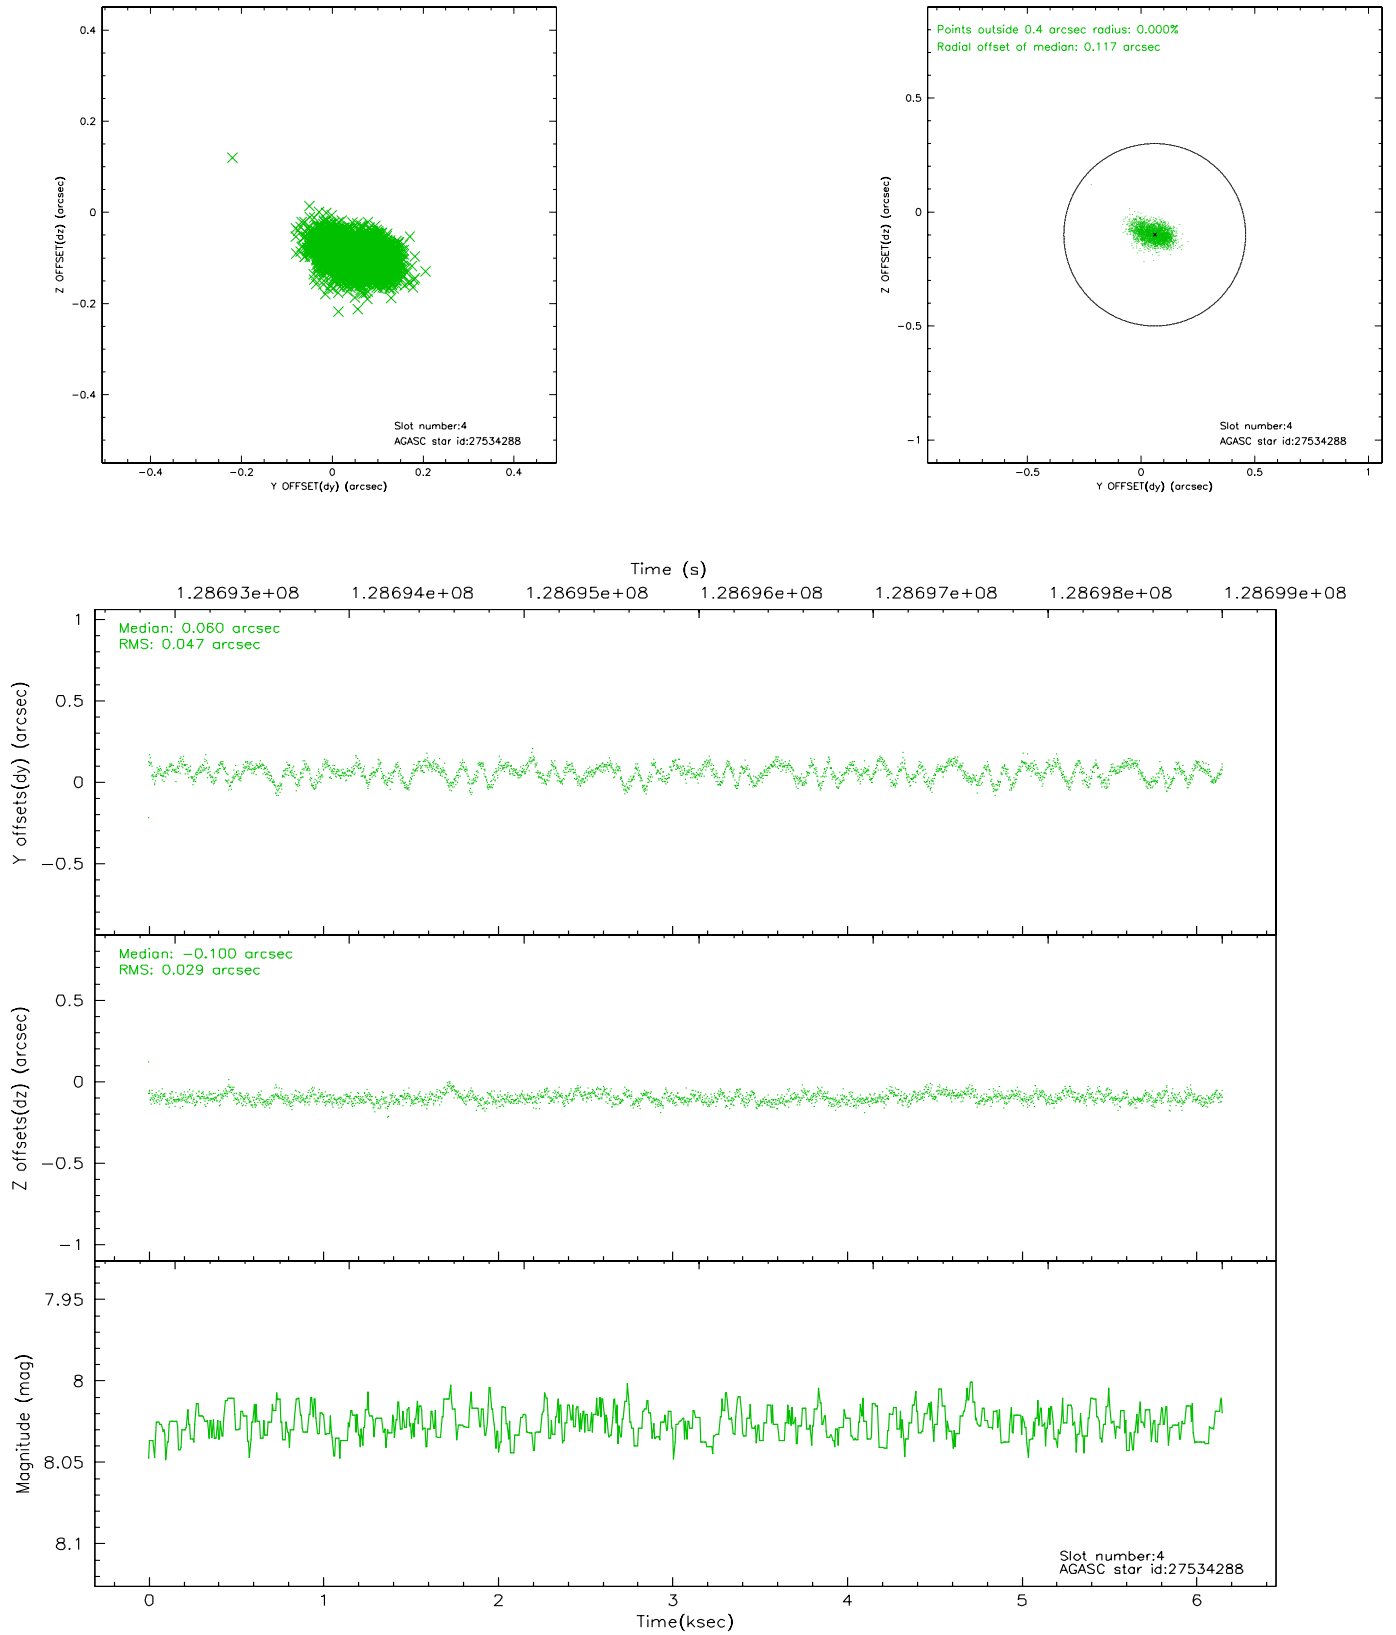 0.4
0.2
0
−0.2
−0.4
Z OFFSET(dz) (arcsec)
Slot number:4
AGASC star id:27534288
−0.4 −0.2 0 0.2 0.4
Y OFFSET(dy) (arcsec)
Points outside 0.4 arcsec radius: 0.000%
Radial offset of median: 0.117 arcsec
0.5
0
−0.5
−1
Z OFFSET(dz) (arcsec)
Slot number:4
AGASC star id:27534288
−0.5 0 0.5 1
Y OFFSET(dy) (arcsec)
Time (s)
1.28693e+08 1.28694e+08 1.28695e+08 1.28696e+08 1.28697e+08 1.28698e+08 1.28699e+08
Median: 0.060 arcsec
RMS: 0.047 arcsec
1
0.5
0
−0.5
Y offsets(dy) (arcsec)
Median: −0.100 arcsec
RMS: 0.029 arcsec
0.5
0
−0.5
−1
Z offsets(dz) (arcsec)
7.95
8
8.05
8.1
Magnitude (mag)
Slot number:4
AGASC star id:27534288
0 1 2 3 4 5 6
Time(ksec)